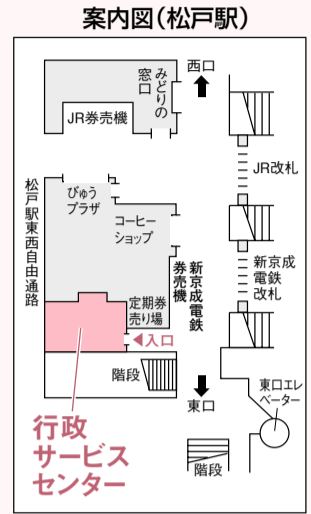 案内図(松戸駅)
西口
みどりの
窓口
JR券売機
JR改札
松戸駅東西自由通路
びゅう
プラザ
コーヒー
ショップ
新京成電鉄
券売機
新京成
電鉄
改札
定期券
売り場
入口
階段
東口
東口エレ
ベーター
行政
サービス
センター
階段